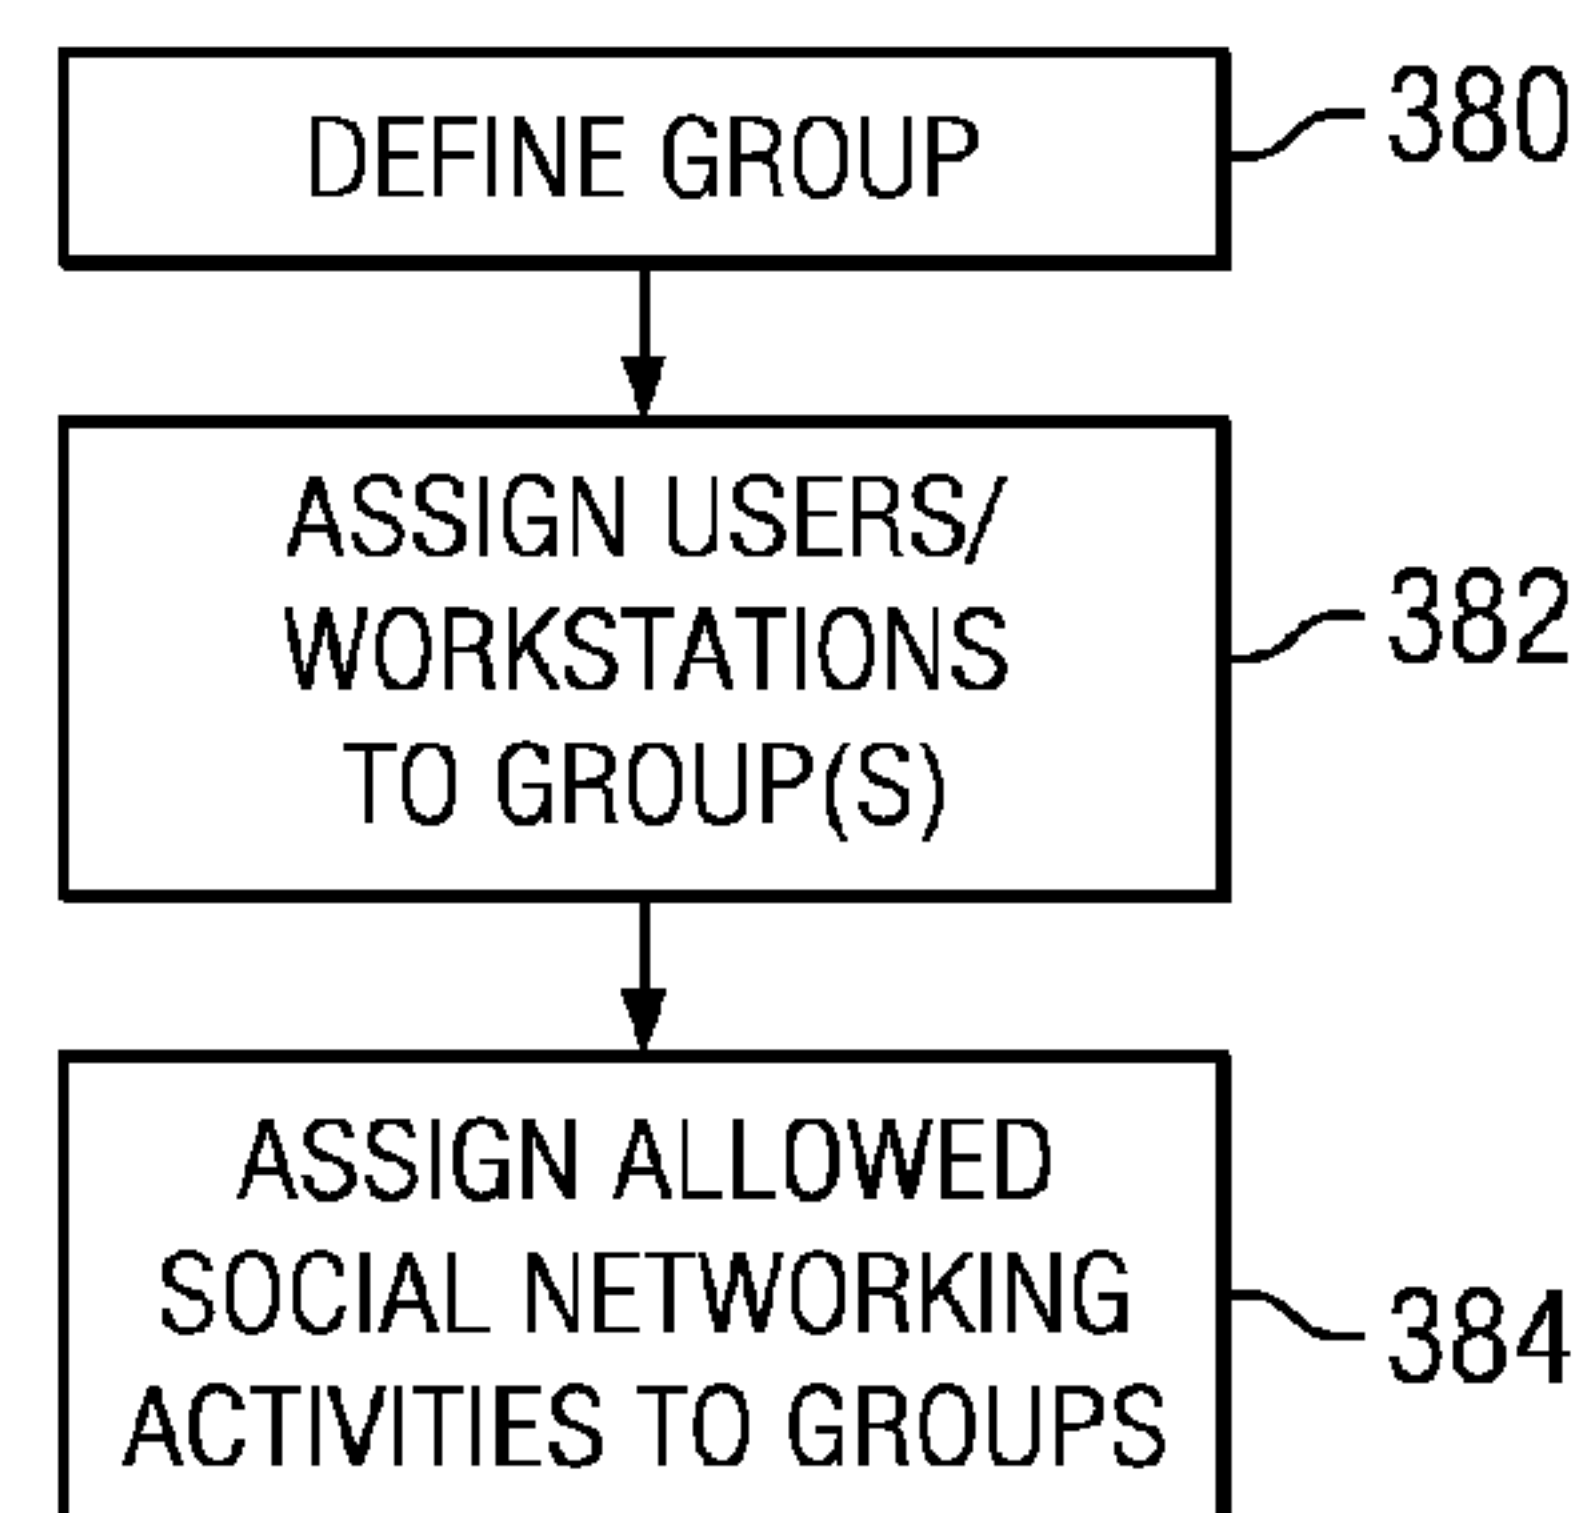 DEFINE GROUP
380
ASSIGN USERS/
WORKSTATIONS
TO GROUP(S)
382
ASSIGN ALLOWED
SOCIAL NETWORKING
ACTIVITIES TO GROUPS
384